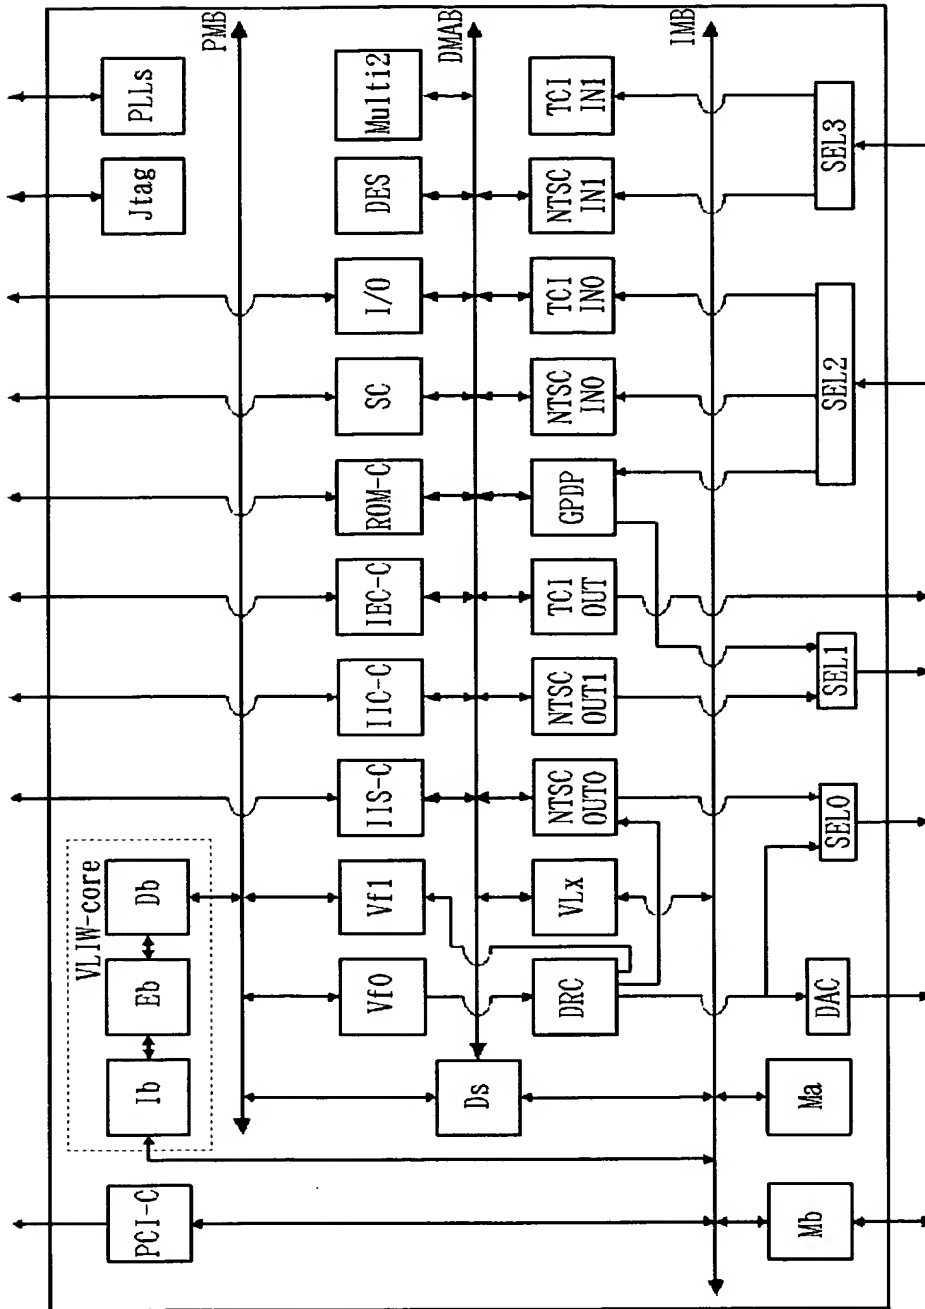 VLIW-core
PCI-C
Ib
Eb
Db
Jtag
PLLs
PMB
Vf0
Vf1
IIS-C
IIC-C
IEC-C
ROM-C
SC
I/O
DES
Multi2
Ds
DMAB
DRC
VLx
NTSC
OUT0
NTSC
OUT1
TCI
OUT
GPDP
NTSC
IN0
TCI
IN0
NTSC
IN1
TCI
IN1
IMB
Mb
Ma
DAC
SEL0
SEL1
SEL2
SEL3